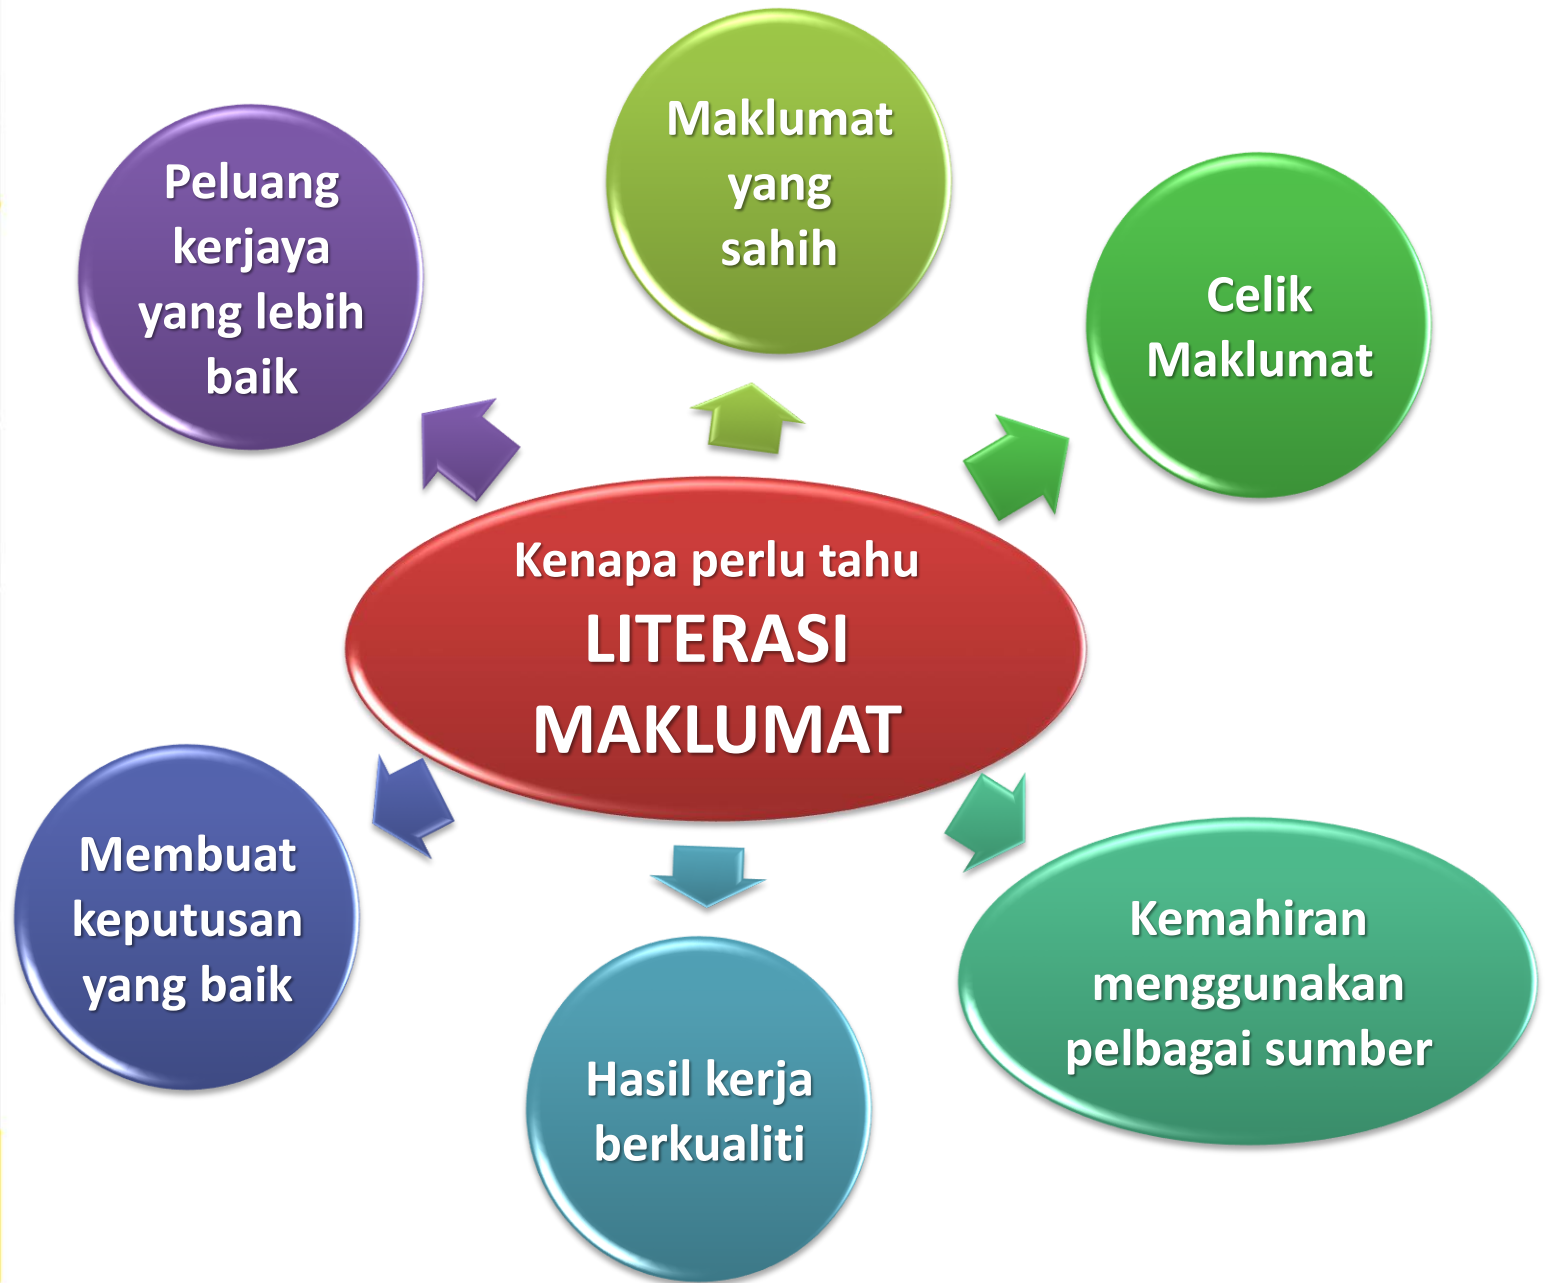 Maklumat
yang
sahih
Peluang
kerjaya
yang lebih
baik
Celik
Maklumat
Kenapa perlu tahu
LITERASI
MAKLUMAT
Membuat
keputusan
yang baik
Kemahiran
menggunakan
pelbagai sumber
Hasil kerja
berkualiti